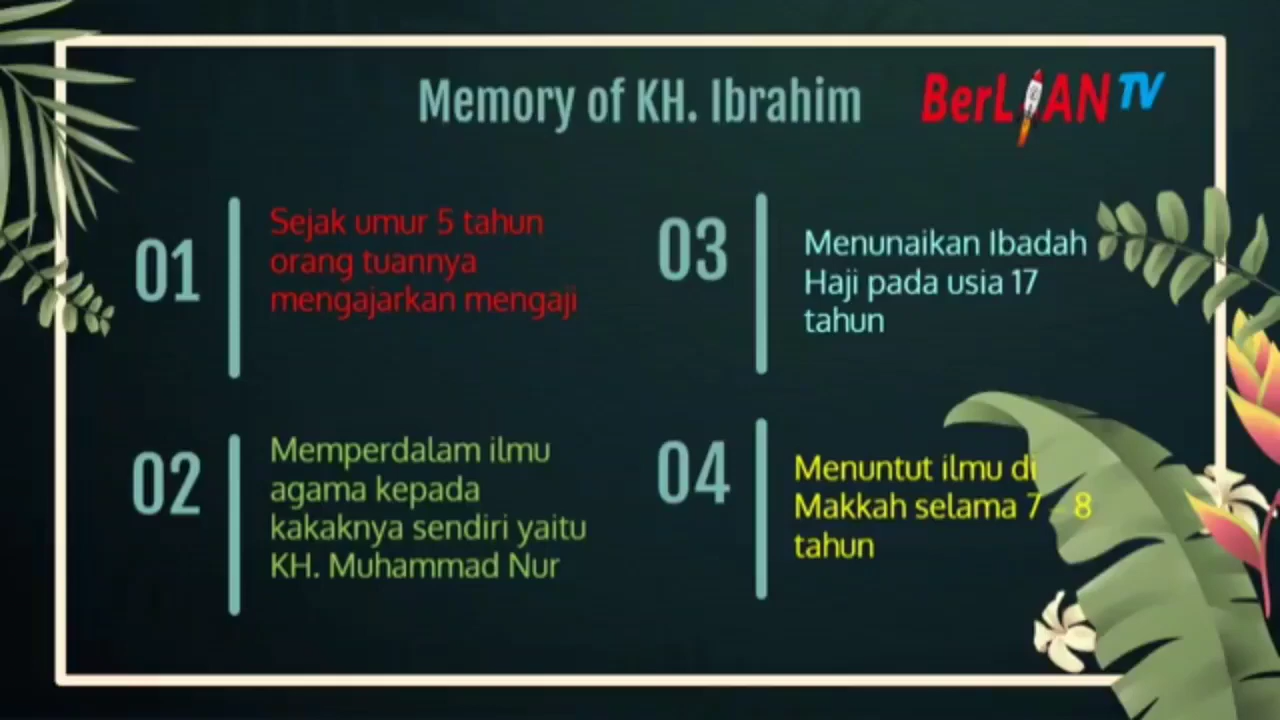 Memory of KH. Ibrahim
BerLIAN TV
01
Sejak umur 5 tahun
orang tuannya
mengajarkan mengaji
02
Memperdalam ilmu
agama kepada
kakaknya sendiri yaitu
KH. Muhammad Nur
03
Menunaikan Ibadah
Haji pada usia 17
tahun
04
Menuntut ilmu di
Makkah selama 7 - 8
tahun